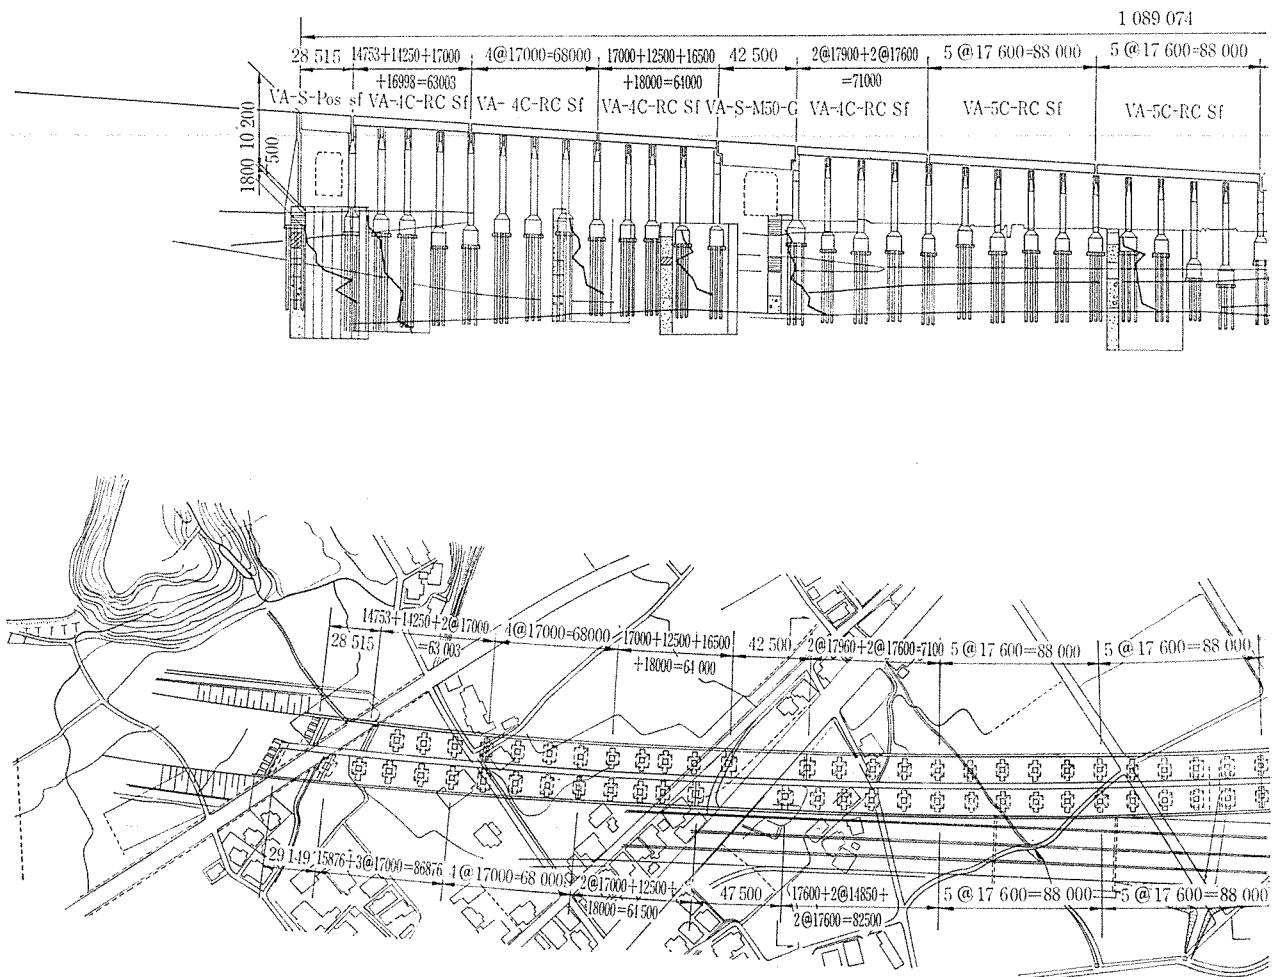 1 089 074
28 515
14753+14250+17000
+16998=63003
4@17000=68000
17000+12500+16500
+18000=64000
42 500
2@17900+2@17600
=71000
5 @17 600=88 000
5 @17 600=88 000
VA-S-Pos sf
VA-4C-RC Sf
VA- 4C-RC Sf
VA-4C-RC Sf
VA-S-M50-G
VA-4C-RC Sf
VA-5C-RC Sf
VA-5C-RC Sf
10 200
500
1800
14753+14250+2@17000
=63 003
28 515
4@17000=68000
17000+12500+16500
+18000=64 000
42 500
2@17960+2@17600=7100
5 @ 17 600=88 000
5 @ 17 600=88 000
29 149
15876+3@17000=86876
4 @17000=68 000
2@17000+12500+
+18000=61 500
47 500
17600+2@14850+
2@17600=82500
5 @ 17 600=88 000
5 @ 17 600=88 000